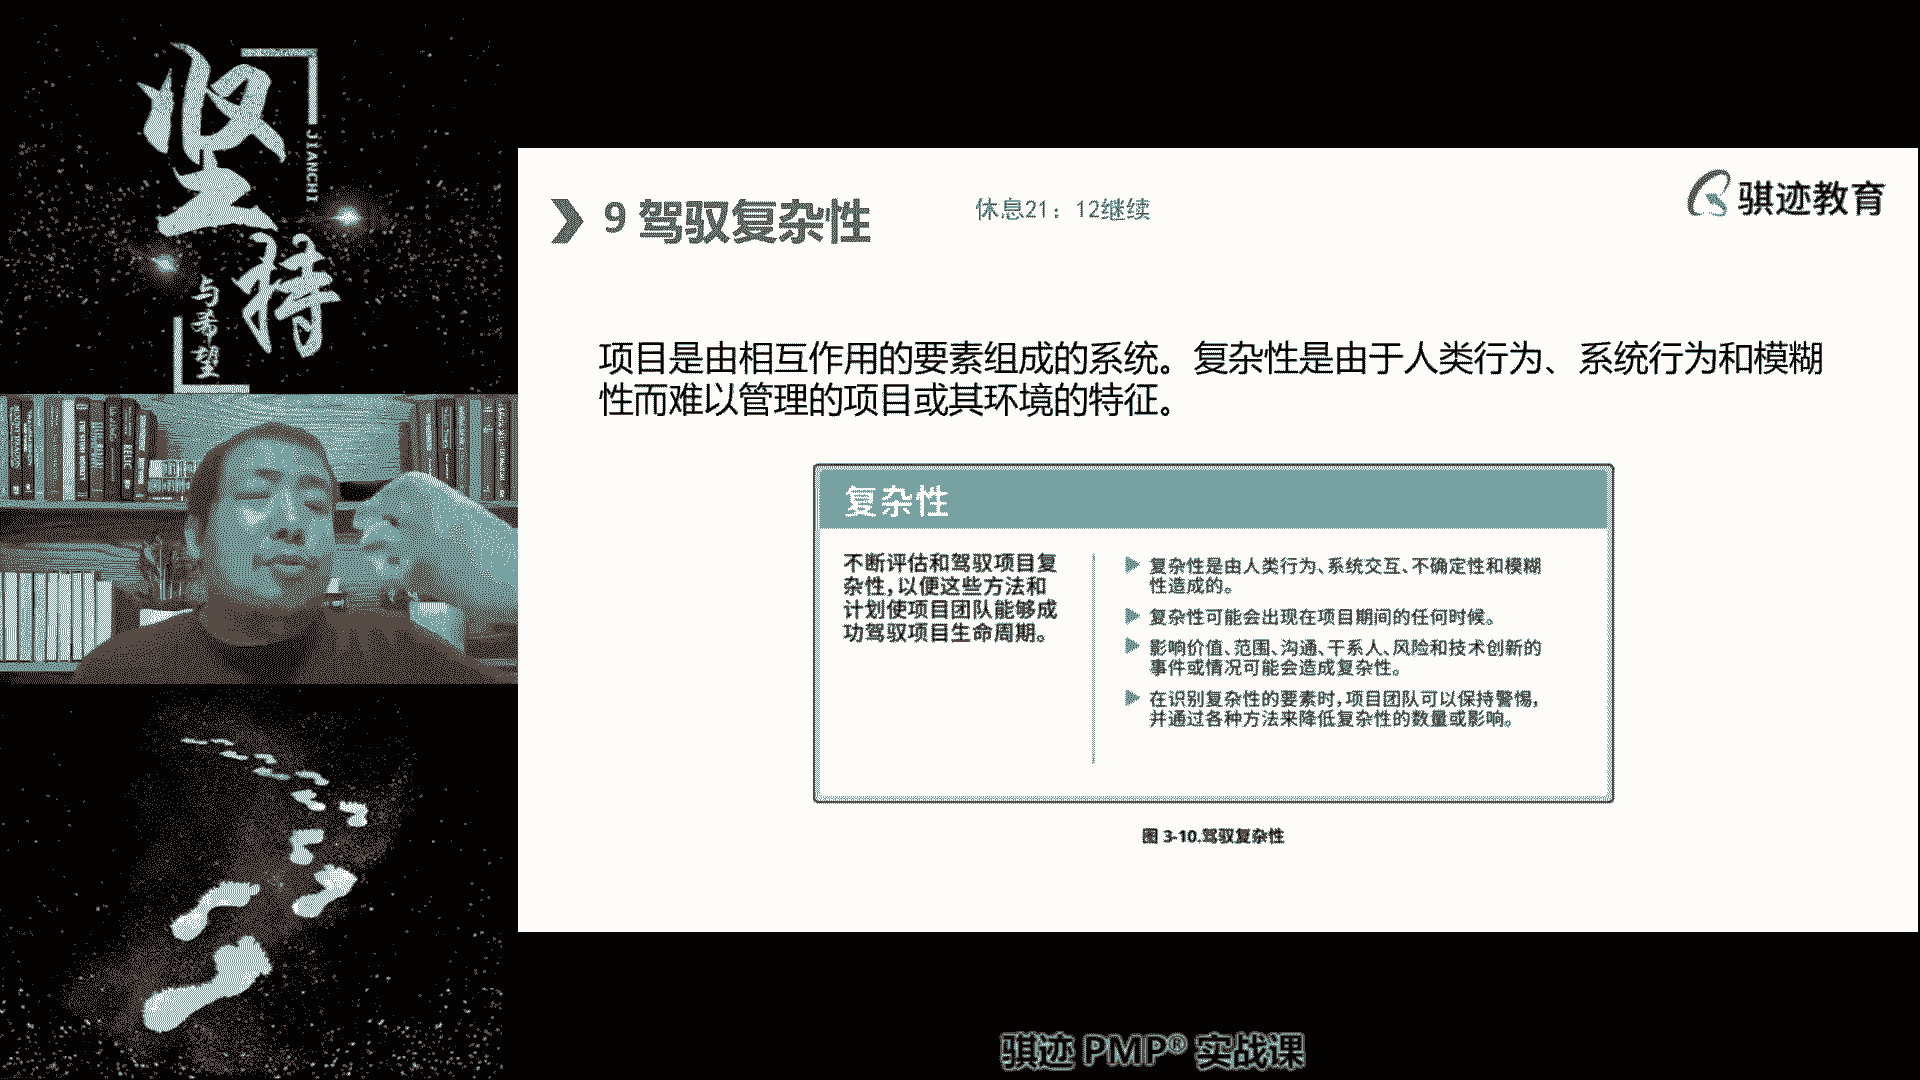 坚持
JIANCHI
与希望
9 驾驭复杂性
休息21：12继续
骐迹教育
项目是由相互作用的要素组成的系统。复杂性是由于人类行为、系统行为和模糊
性而难以管理的项目或其环境的特征。
复杂性
不断评估和驾驭项目复
杂性，以便这些方法和
计划使项目团队能够成
功驾驭项目生命周期。
复杂性是由人类行为、系统交互、不确定性和模糊
性造成的。
复杂性可能会出现在项目期间的任何时候。
影响价值、范围、沟通、干系人、风险和技术创新的
事件或情况可能会造成复杂性。
在识别复杂性的要素时，项目团队可以保持警惕，
并通过各种方法来降低复杂性的数量或影响。
图 3-10.驾驭复杂性
骐迹 PMP® 实战课